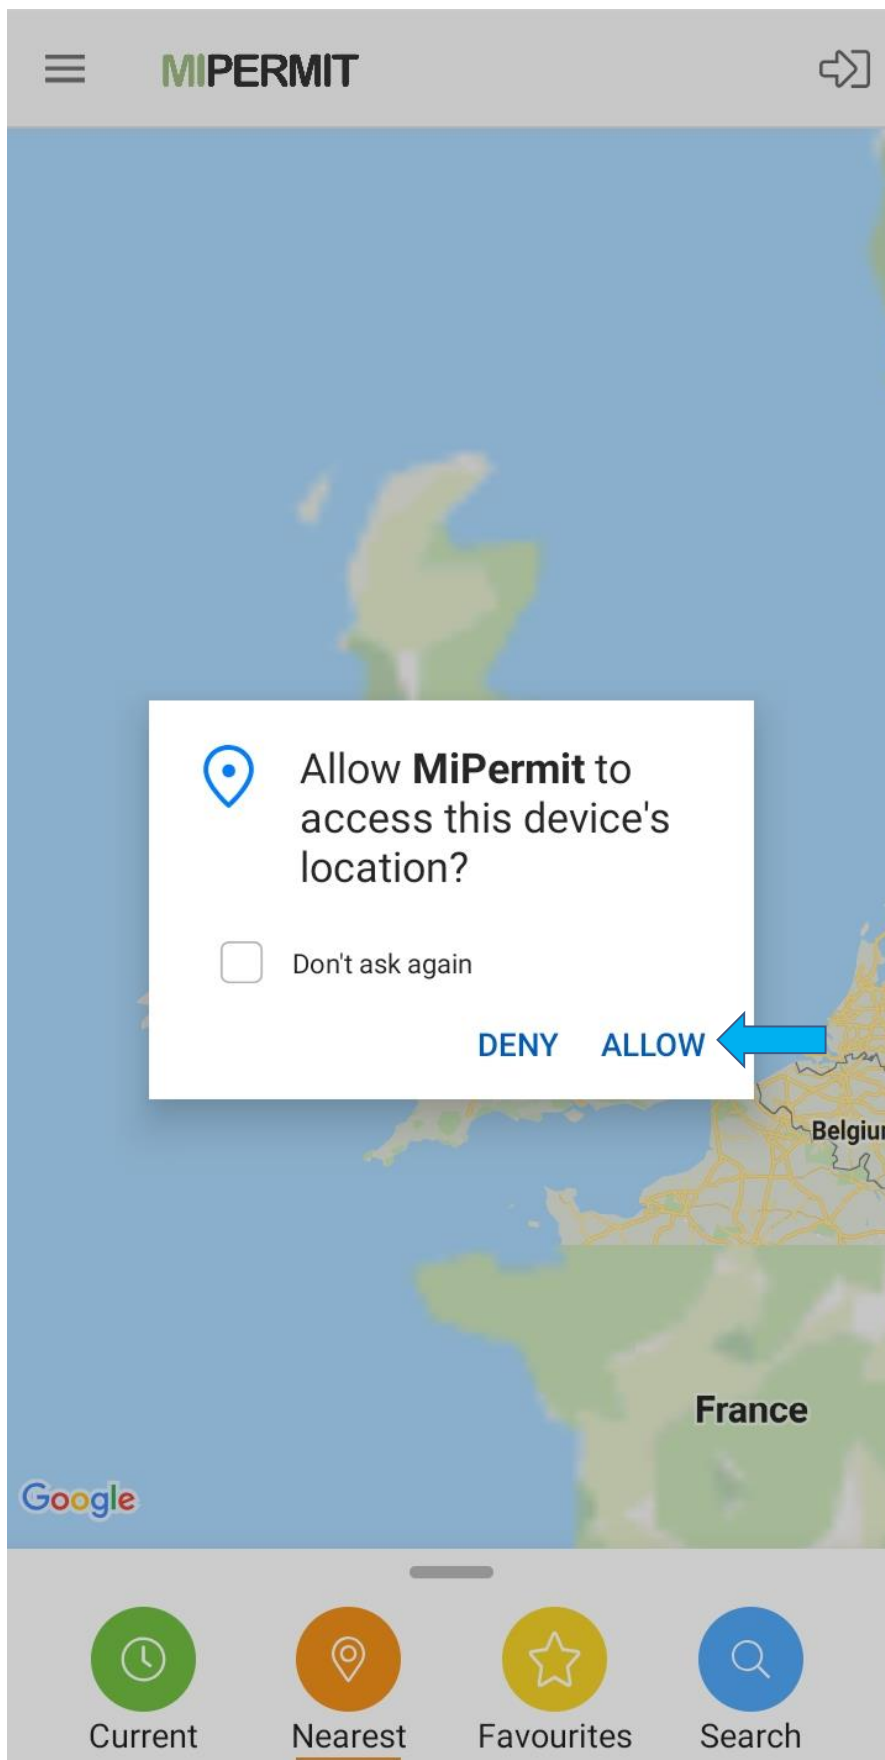 MIPERMIT
Allow MiPermit to
access this device's
location?
Don't ask again
DENY ALLOW
Belgiu
France
Google
Current Nearest Favourites Search